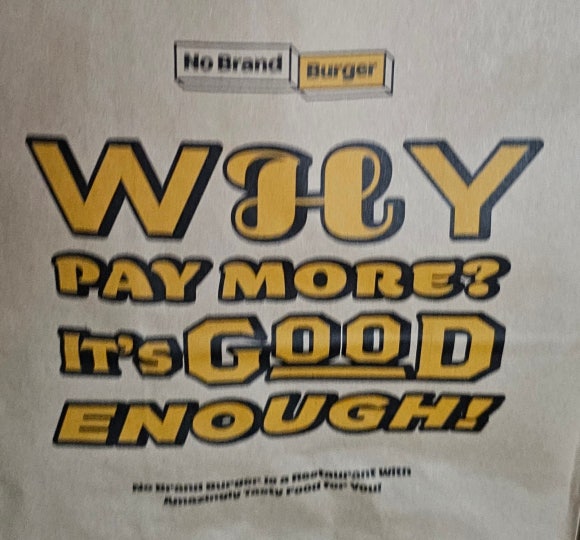 No Brand Burger
WHY
PAY MORE?
It's GOOD
ENOUGH!
No Brand Burger is a Restaurant With
Amazingly Tasty Food for You!